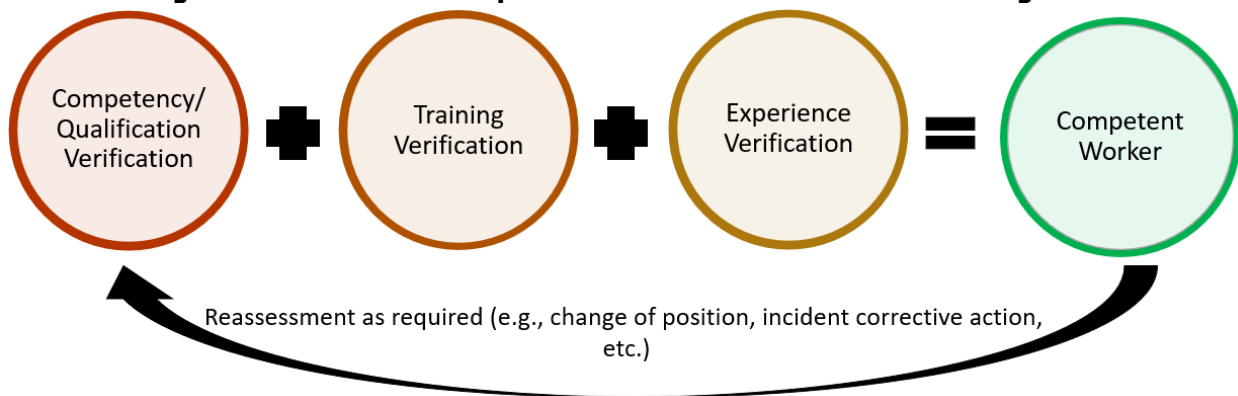 Competency/
Qualification
Verification
Training
Verification
Experience
Verification
Competent
Worker
Reassessment as required (e.g., change of position, incident corrective action,
etc.)